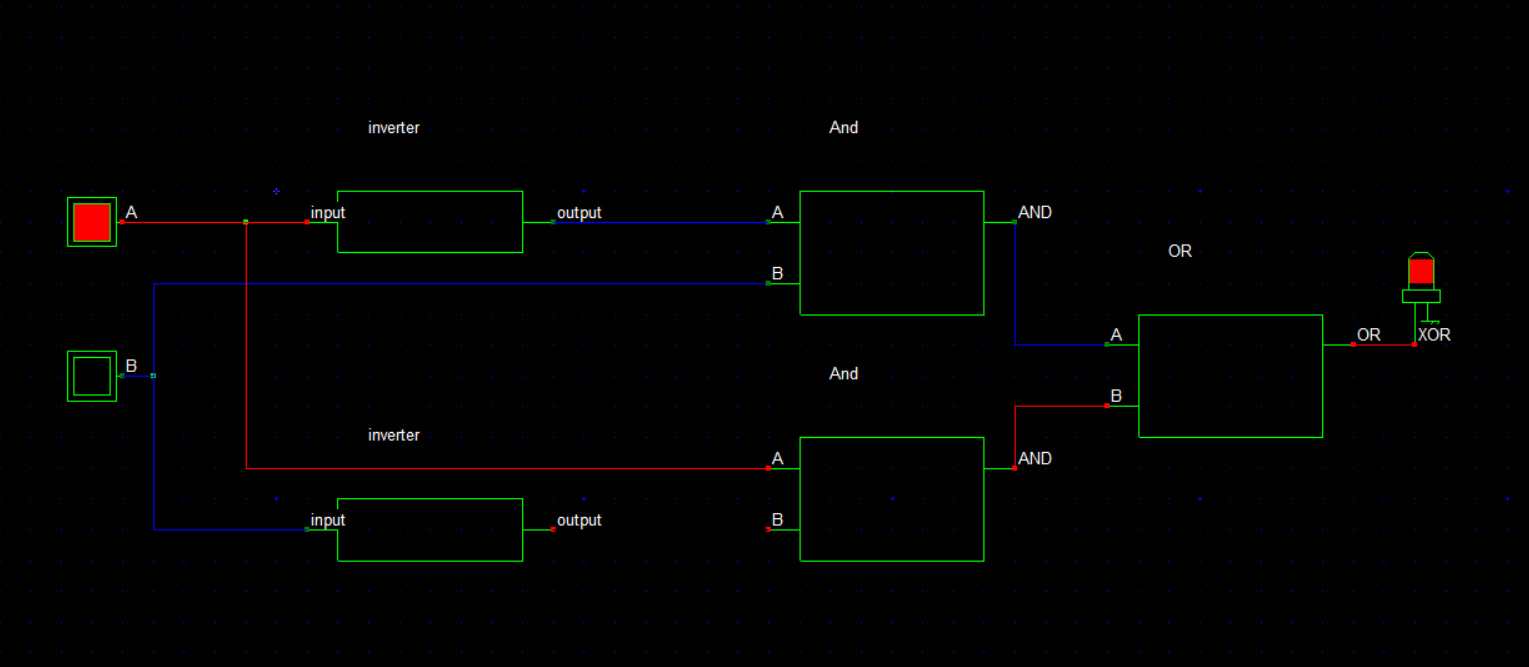 inverter
And
A
input
output
A
AND
B
OR
A
OR
XOR
B
And
B
inverter
A
AND
input
output
B